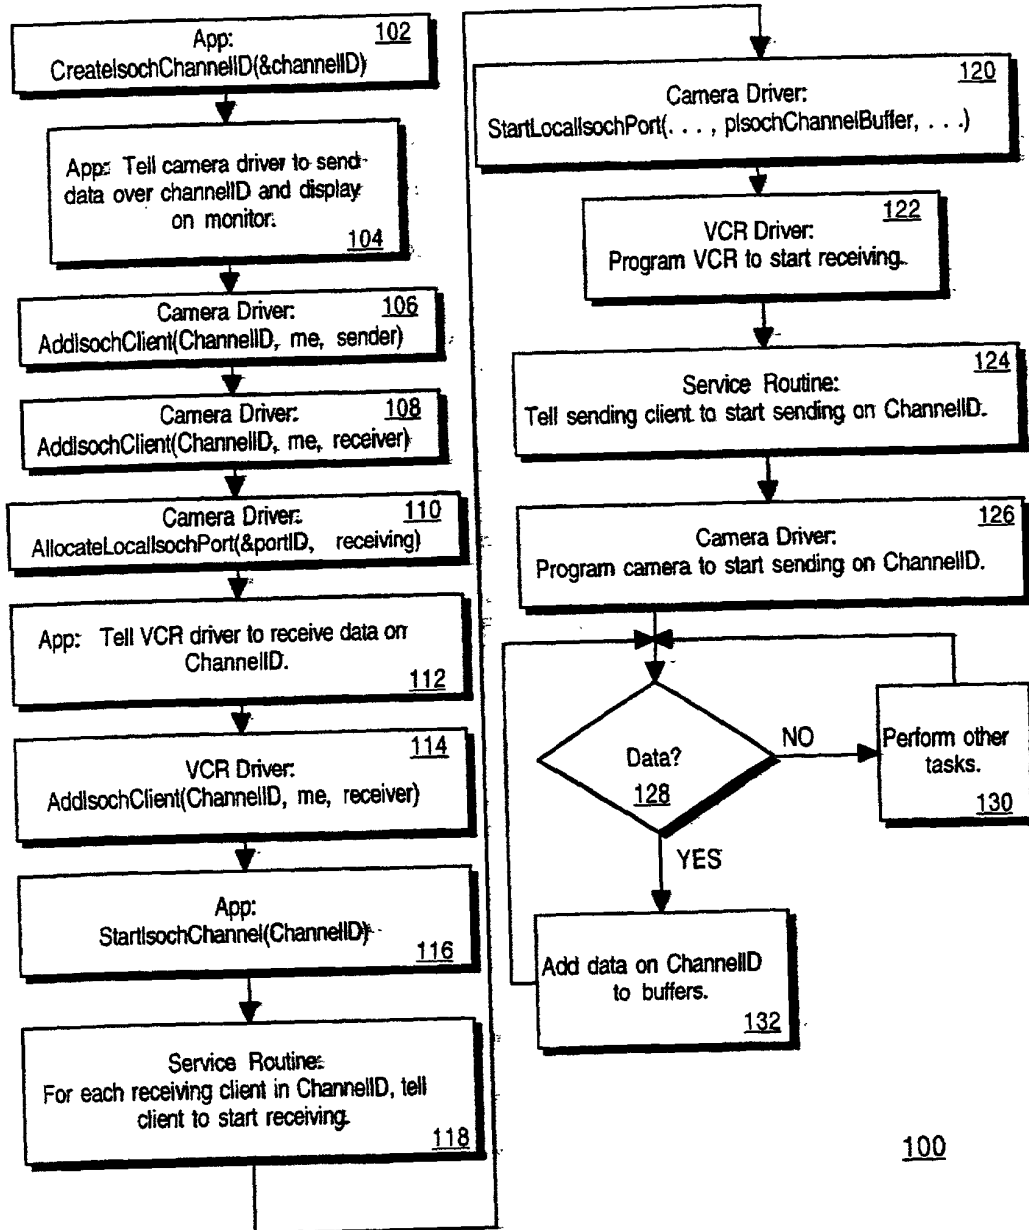 App: 102
CreateIsochChannelID(&channelID)
App: Tell camera driver to send
data over channelID and display
on monitor.
104
Camera Driver: 106
AddIsochClient(ChannelID, me, sender)
Camera Driver: 108
AddIsochClient(ChannelID, me, receiver)
Camera Driver: 110
AllocateLocalIsochPort(&portID, receiving)
App: Tell VCR driver to receive data on
ChannelID.
112
VCR Driver: 114
AddIsochClient(ChannelID, me, receiver)
App:
StartIsochChannel(ChannelID)
116
Service Routine:
For each receiving client in ChannelID, tell
client to start receiving.
118
120
Camera Driver:
StartLocalIsochPort(. . . , pIsochChannelBuffer, . . .)
122
VCR Driver:
Program VCR to start receiving.
124
Service Routine:
Tell sending client to start sending on ChannelID.
126
Camera Driver:
Program camera to start sending on ChannelID.
Data?
128
NO
Perform other
tasks.
130
YES
Add data on ChannelID
to buffers.
132
100